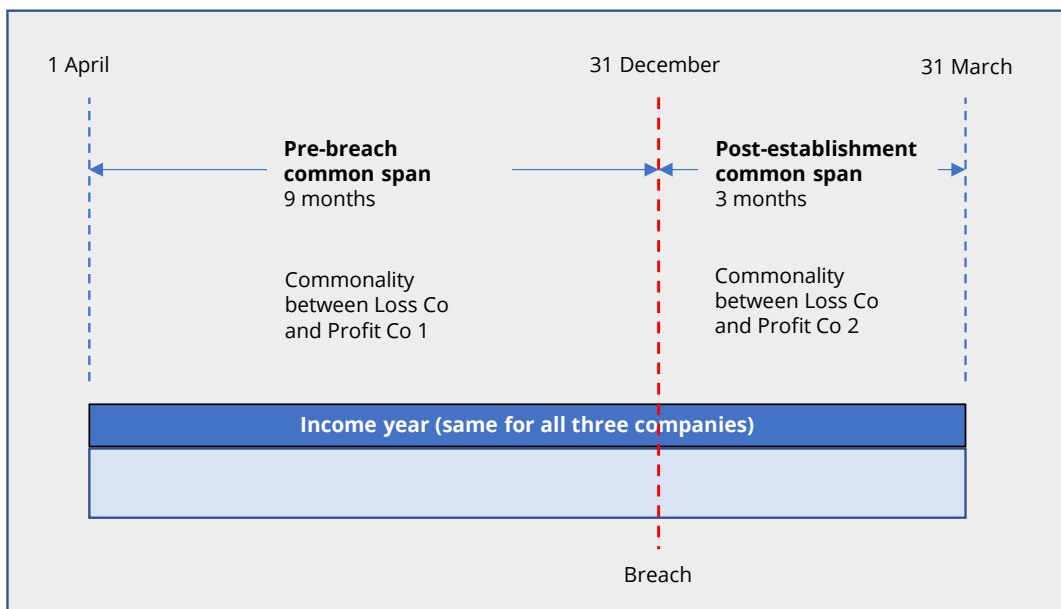 1 April
31 December
31 March
Pre-breach
common span
9 months
Post-establishment
common span
3 months
Commonality
between Loss Co
and Profit Co 1
Commonality
between Loss Co
and Profit Co 2
Income year (same for all three companies)
Breach